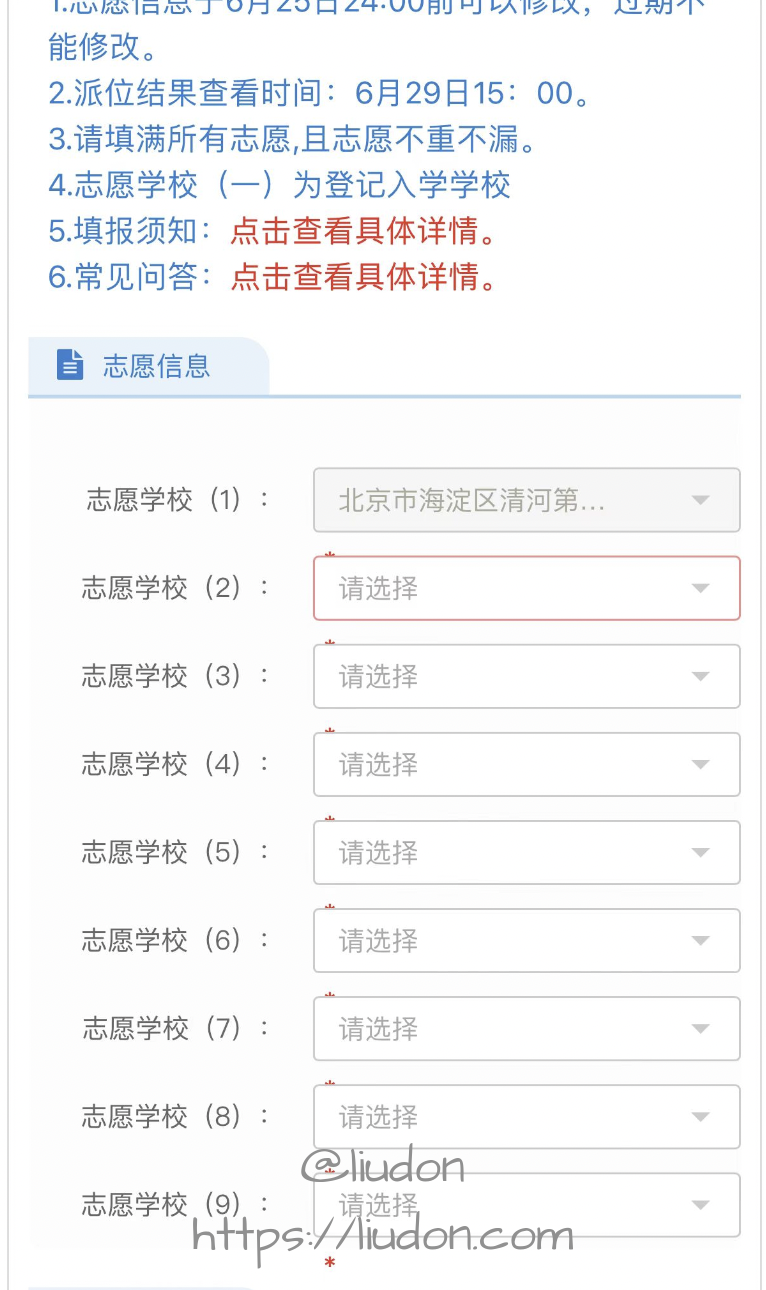 1.志愿信息于6月25日24:00前可以修改，过期不
能修改。
2.派位结果查看时间：6月29日15：00。
3.请填满所有志愿,且志愿不重不漏。
4.志愿学校（一）为登记入学学校
5.填报须知：点击查看具体详情。
6.常见问答：点击查看具体详情。
志愿信息
志愿学校（1）： 北京市海淀区清河第...
*
志愿学校（2）： 请选择
*
志愿学校（3）： 请选择
*
志愿学校（4）： 请选择
*
志愿学校（5）： 请选择
*
志愿学校（6）： 请选择
*
志愿学校（7）： 请选择
*
志愿学校（8）： 请选择
@liudon
*
志愿学校（9）： 请选择
https://liudon.com
*